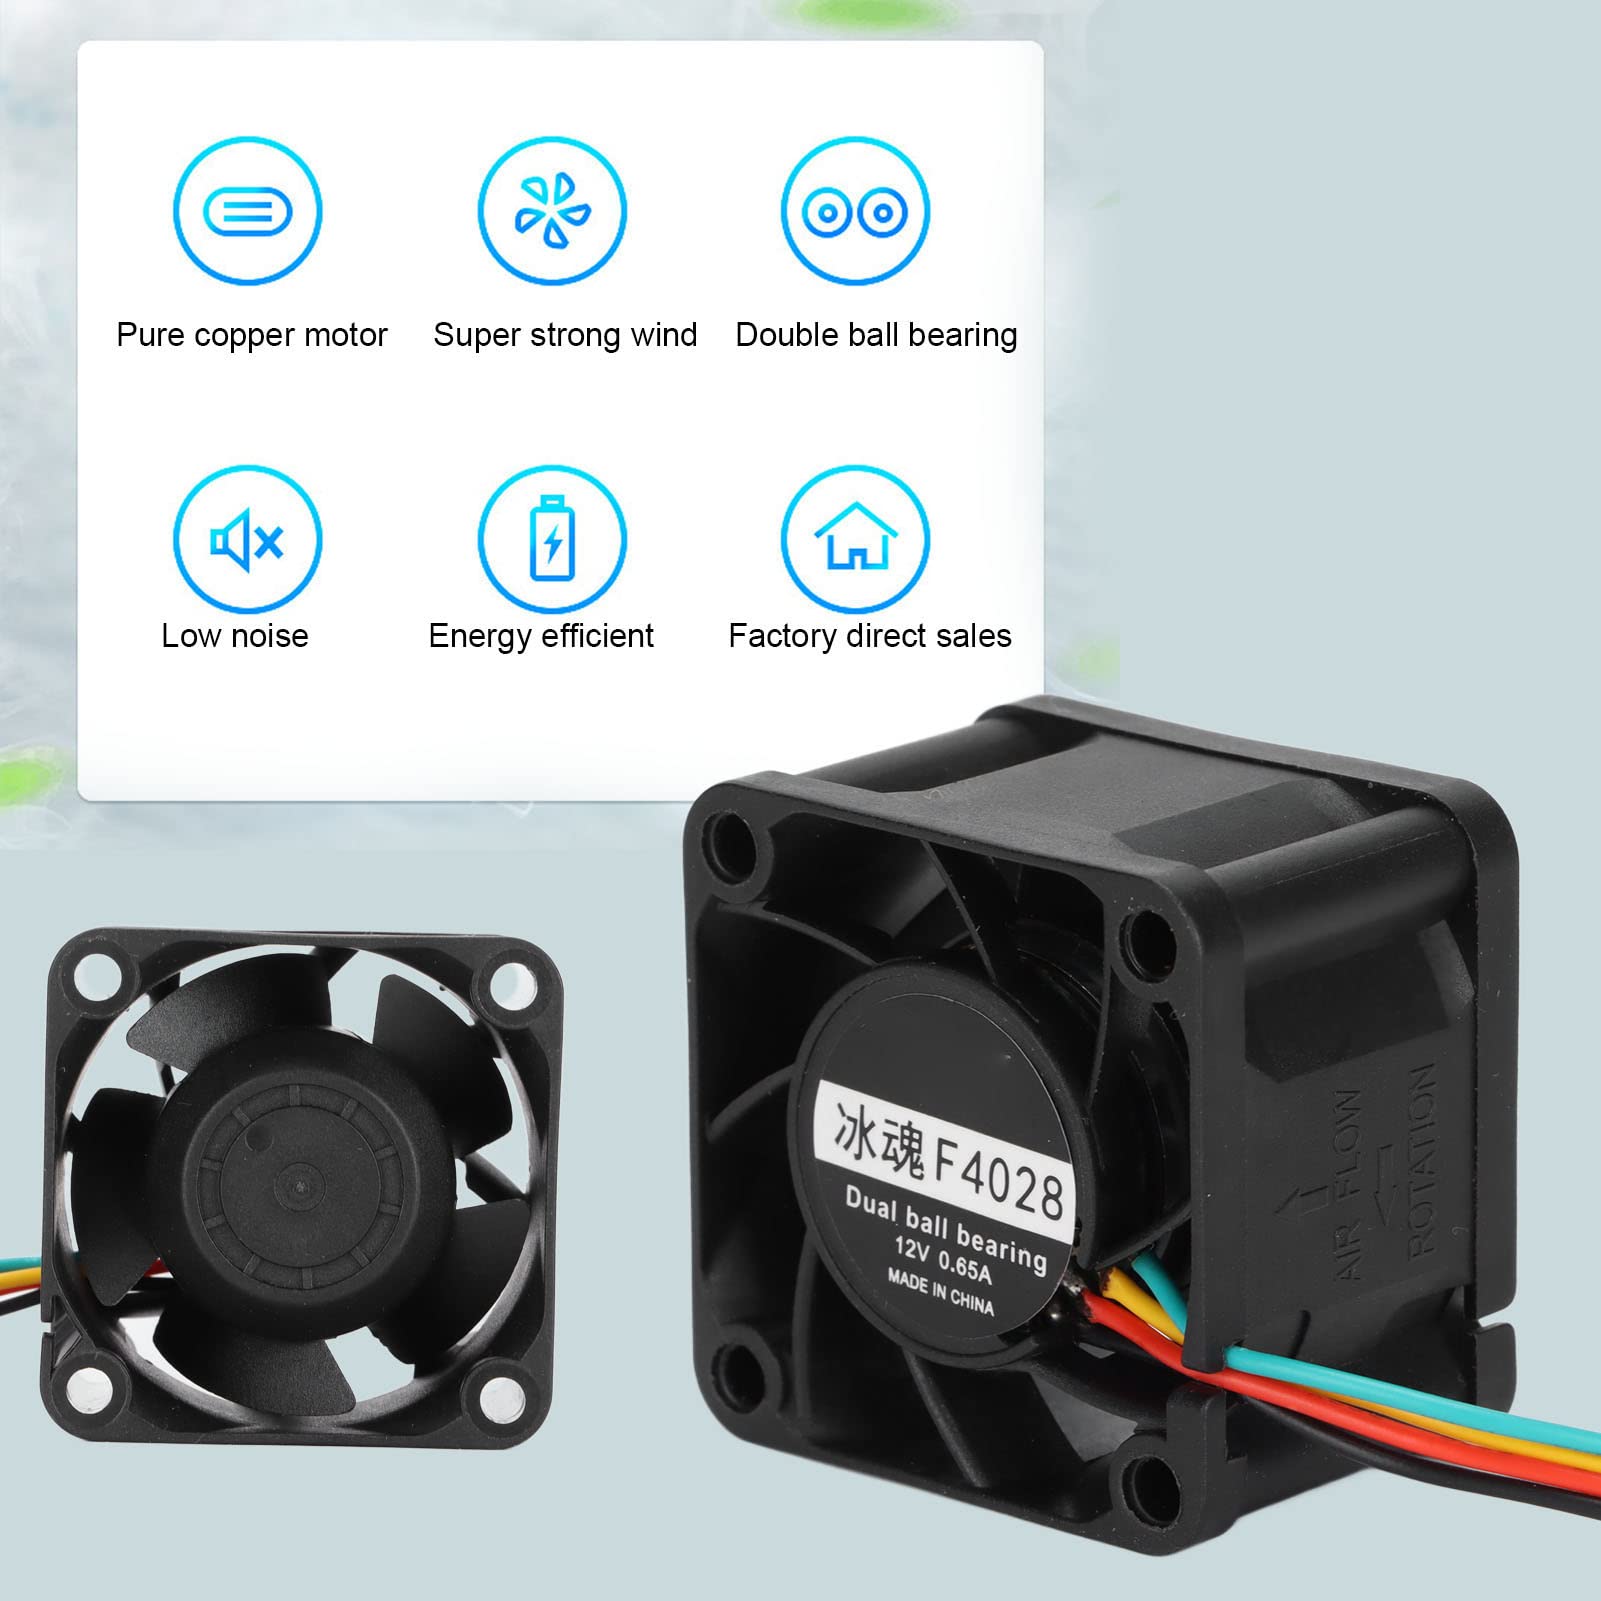 Pure copper motor
Super strong wind
Double ball bearing
Low noise
Energy efficient
Factory direct sales
冰魂 F4028
Dual ball bearing
12V 0.65A
MADE IN CHINA
AIR FLOW
ROTATION